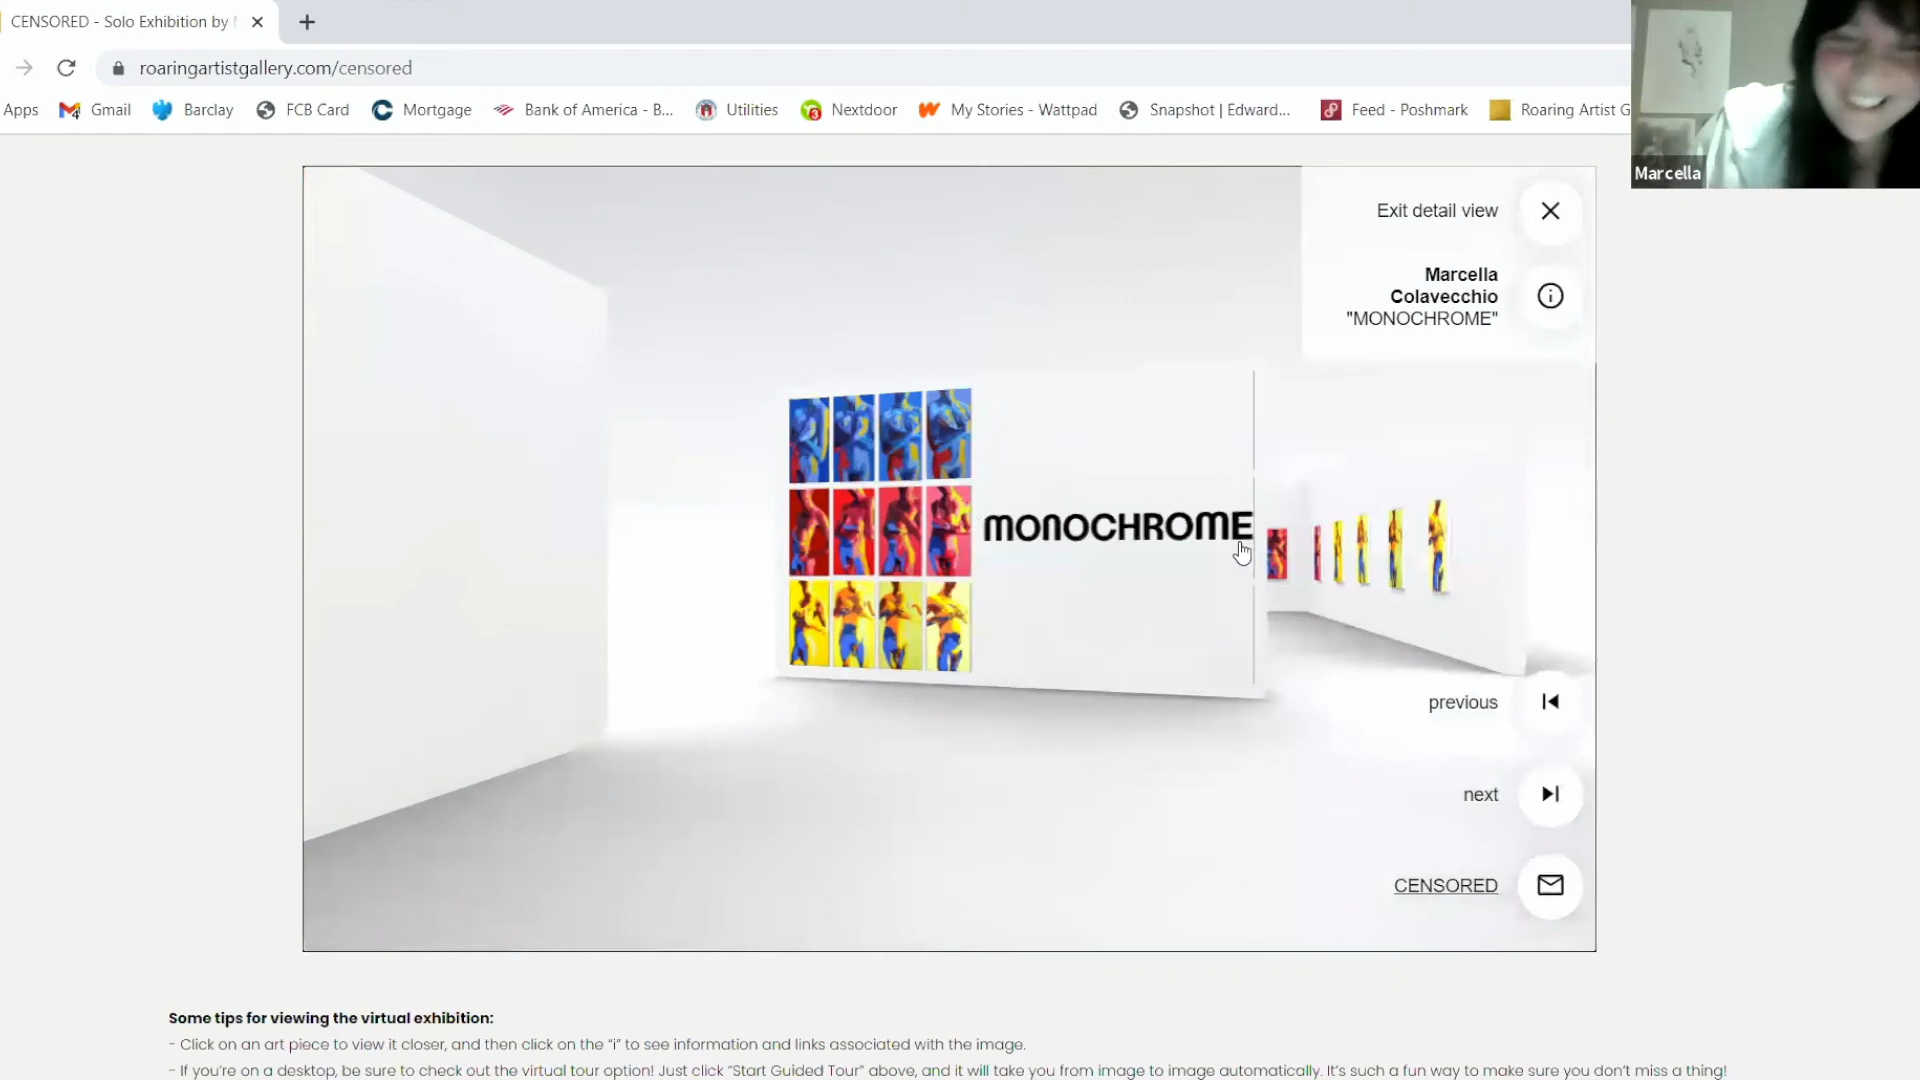 CENSORED - Solo Exhibition by
roaringartistgallery.com/censored
Apps Gmail Barclay FCB Card Mortgage Bank of America - B... Utilities Nextdoor My Stories - Wattpad Snapshot | Edward... Feed - Poshmark Roaring Artist G
Marcella
Exit detail view
Marcella
Colavecchio
"MONOCHROME"
MONOCHROME
previous
next
CENSORED
Some tips for viewing the virtual exhibition:
- Click on an art piece to view it closer, and then click on the “i” to see information and links associated with the image.
- If you’re on a desktop, be sure to check out the virtual tour option! Just click “Start Guided Tour” above, and it will take you from image to image automatically. It’s such a fun way to make sure you don’t miss a thing!